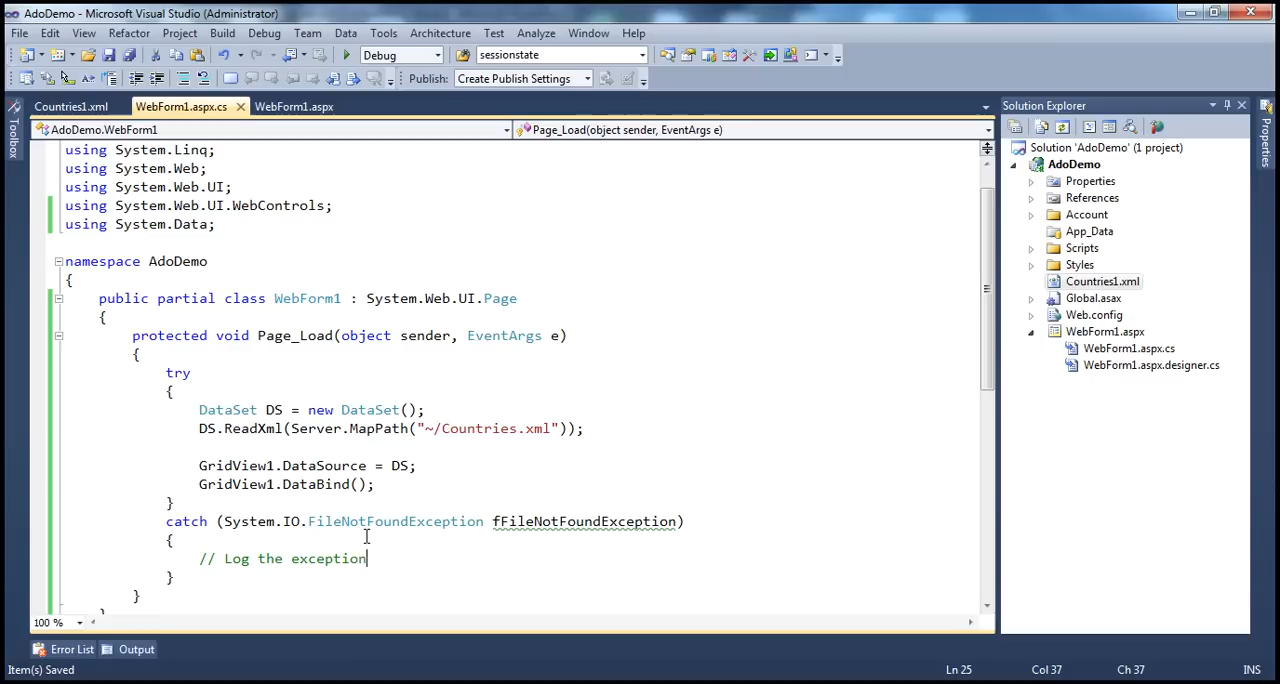 AdoDemo - Microsoft Visual Studio (Administrator)
File Edit View Refactor Project Build Debug Team Data Tools Architecture Test Analyze Window Help
Debug sessionstate
Publish: Create Publish Settings
Countries1.xml WebForm1.aspx.cs WebForm1.aspx
AdoDemo.WebForm1 Page_Load(object sender, EventArgs e)
using System.Linq;
using System.Web;
using System.Web.UI;
using System.Web.UI.WebControls;
using System.Data;
namespace AdoDemo
{
public partial class WebForm1 : System.Web.UI.Page
{
protected void Page_Load(object sender, EventArgs e)
{
try
{
DataSet DS = new DataSet();
DS.ReadXml(Server.MapPath("~/Countries.xml"));
GridView1.DataSource = DS;
GridView1.DataBind();
}
catch (System.IO.FileNotFoundException fFileNotFoundException)
{
// Log the exception
}
}
100 %
Toolbox
Solution Explorer
Solution 'AdoDemo' (1 project)
AdoDemo
Properties
References
Account
App_Data
Scripts
Styles
Countries1.xml
Global.asax
Web.config
WebForm1.aspx
WebForm1.aspx.cs
WebForm1.aspx.designer.cs
Properties
Error List Output
Item(s) Saved Ln 25 Col 37 Ch 37 INS